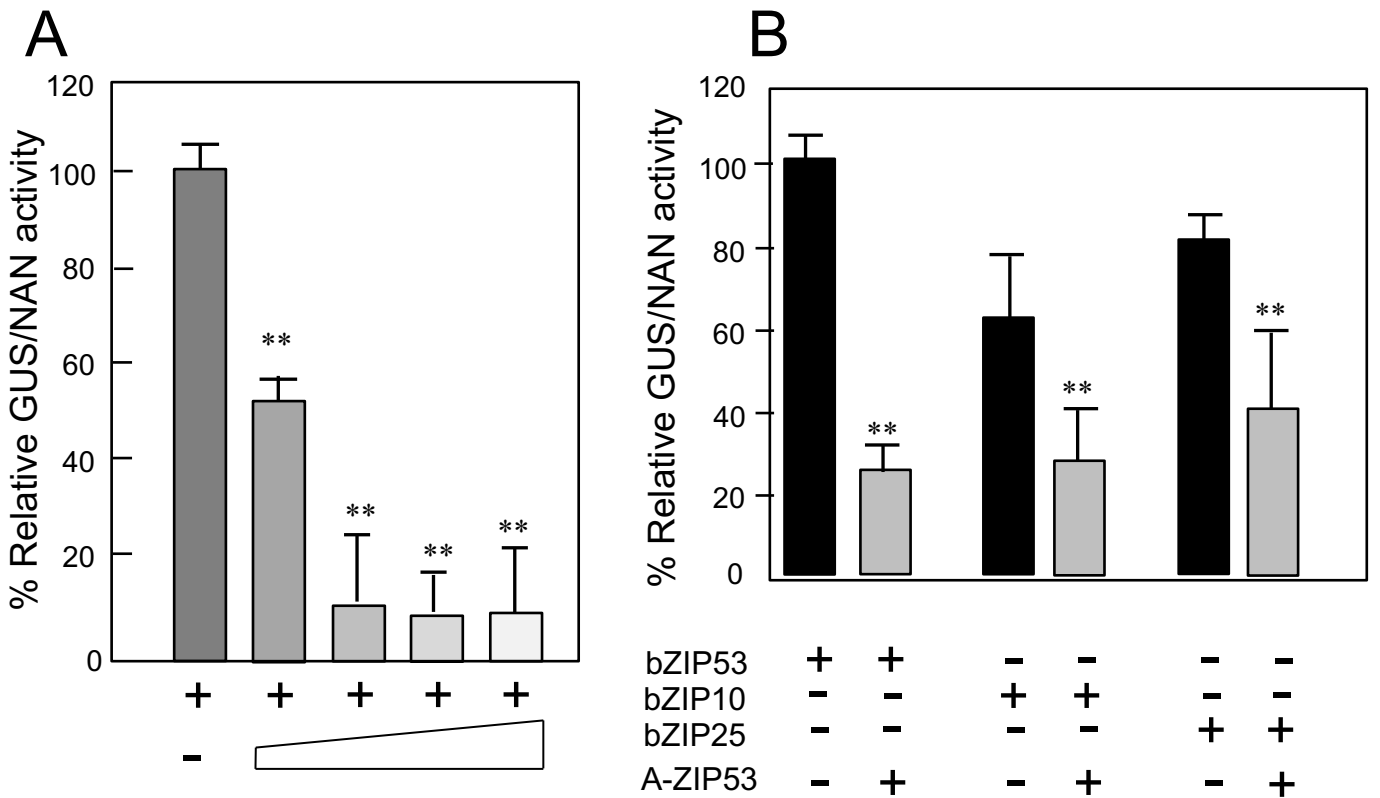 A
% Relative GUS/NAN activity
120
100
80
60
40
20
0
**
**
**
**
+ + + + +
-
B
% Relative GUS/NAN activity
120
100
80
60
40
20
0
**
**
**
bZIP53 + + - - - -
bZIP10 - - + + - -
bZIP25 - - - - + +
A-ZIP53 - + - + - +